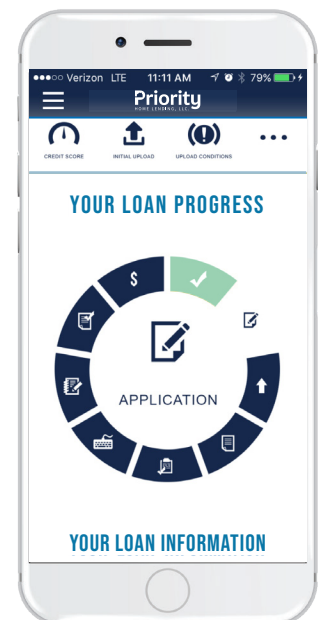 Verizon LTE 11:11 AM 79%
Priority
HOME LENDING, LLC.
CREDIT SCORE INITIAL UPLOAD UPLOAD CONDITIONS
YOUR LOAN PROGRESS
$
APPLICATION
YOUR LOAN INFORMATION